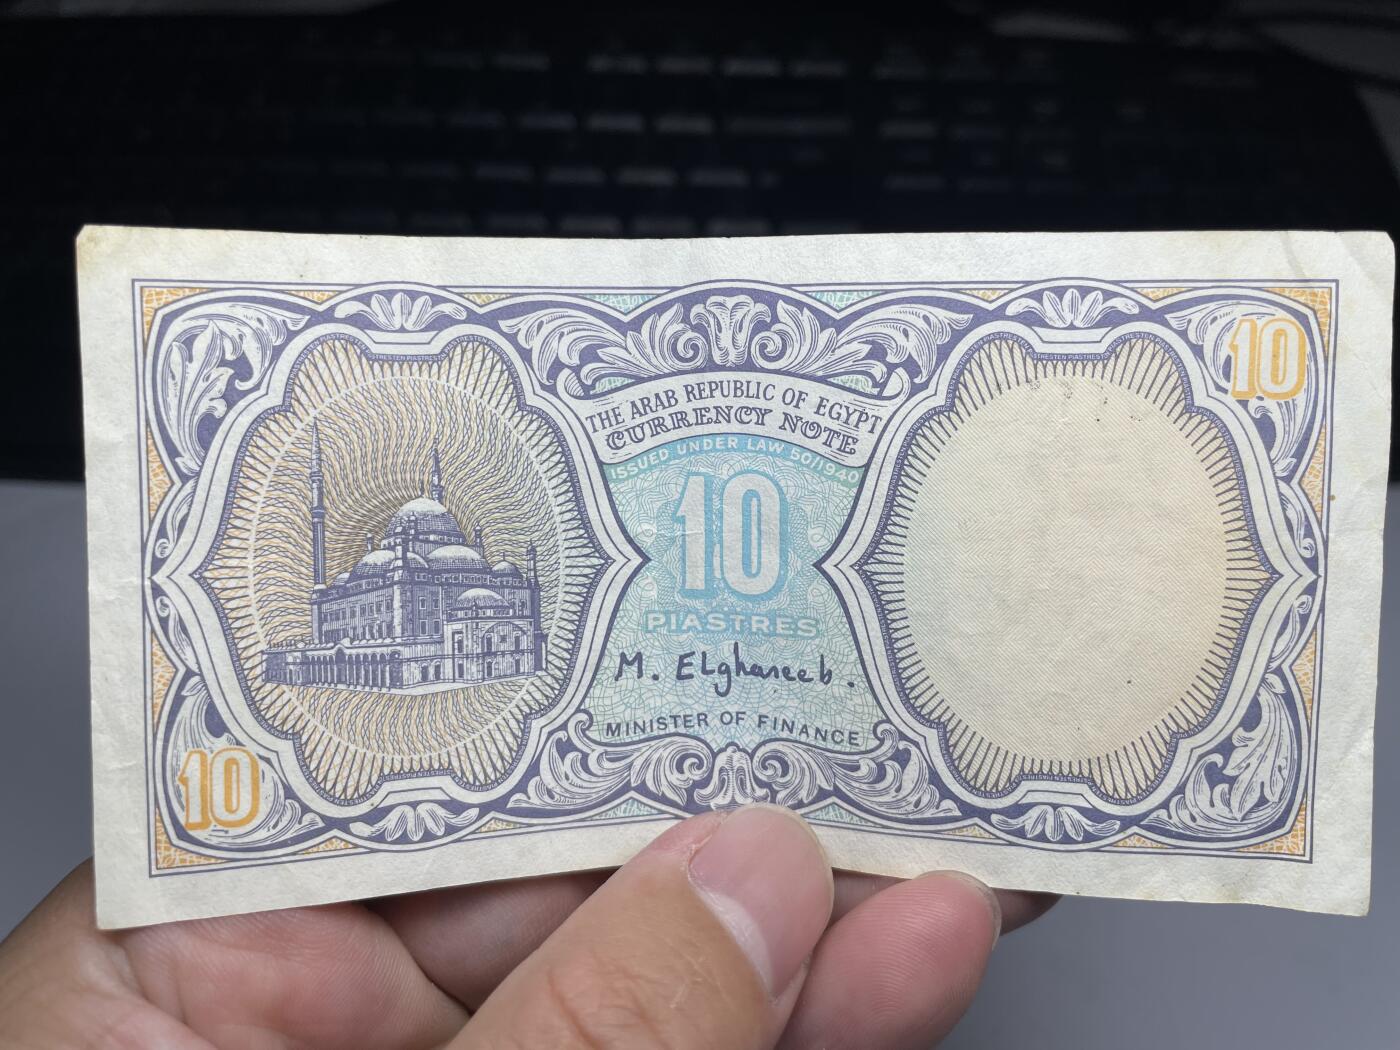 10
THE ARAB REPUBLIC OF EGYPT
CURRENCY NOTE
ISSUED UNDER LAW 50/1940
10
PIASTRES
M. Elghareeb.
MINISTER OF FINANCE
10